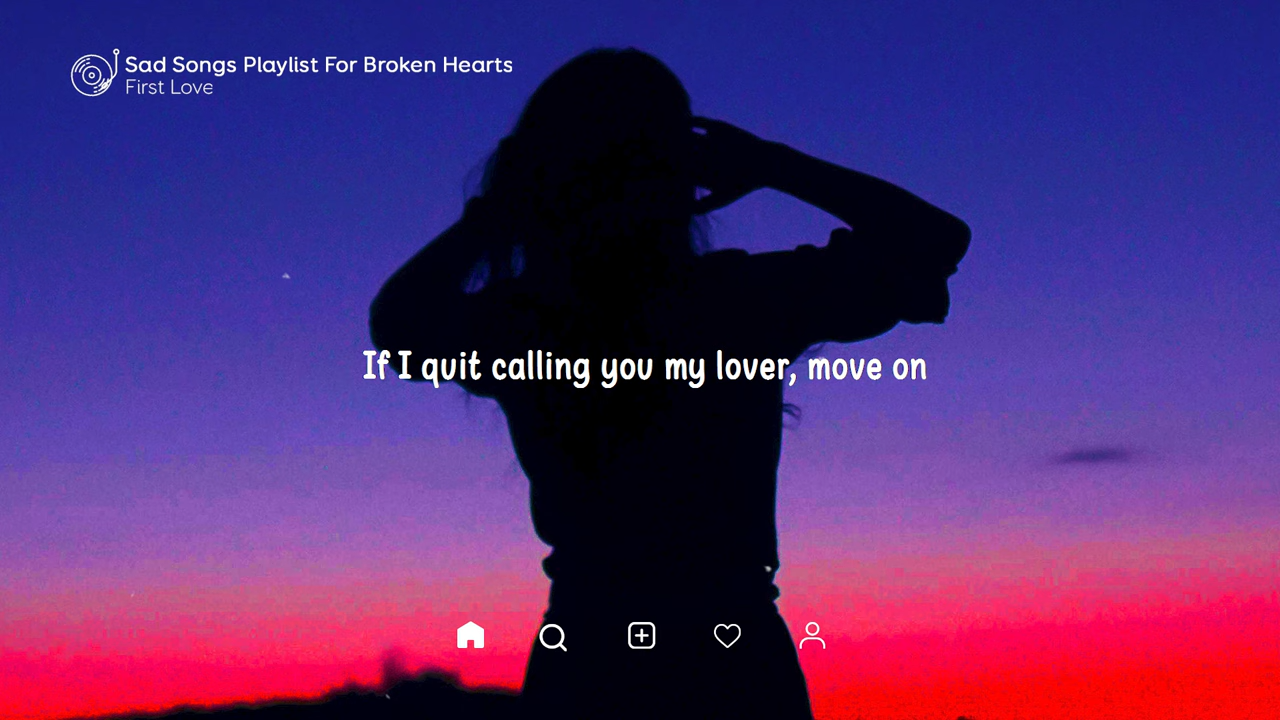 Sad Songs Playlist For Broken Hearts
First Love
If I quit calling you my lover, move on